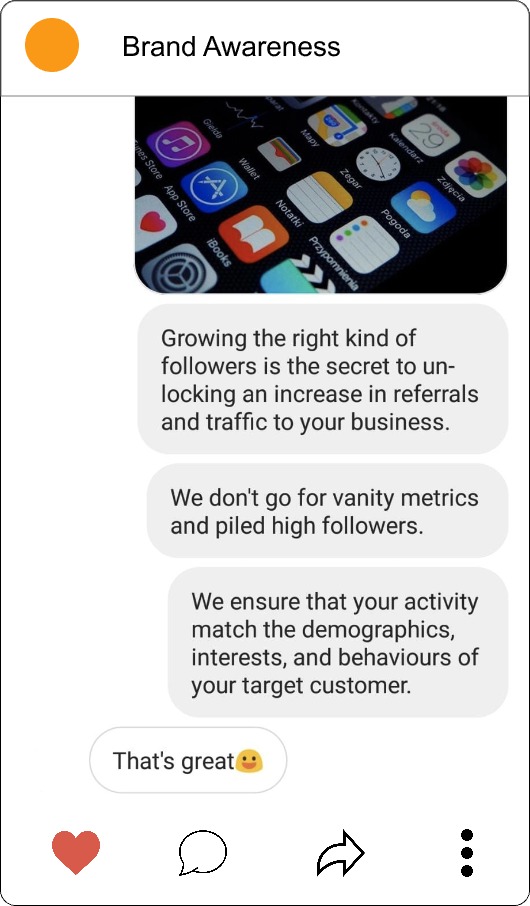 Brand Awareness
Giełda
Mapy
Kontakty
Kalendarz
29
iTunes Store
Wallet
Zegar
Zdjęcia
App Store
Notatki
Pogoda
iBooks
Przypomnienia
Growing the right kind of
followers is the secret to un-
locking an increase in referrals
and traffic to your business.
We don't go for vanity metrics
and piled high followers.
We ensure that your activity
match the demographics,
interests, and behaviours of
your target customer.
That's great😃